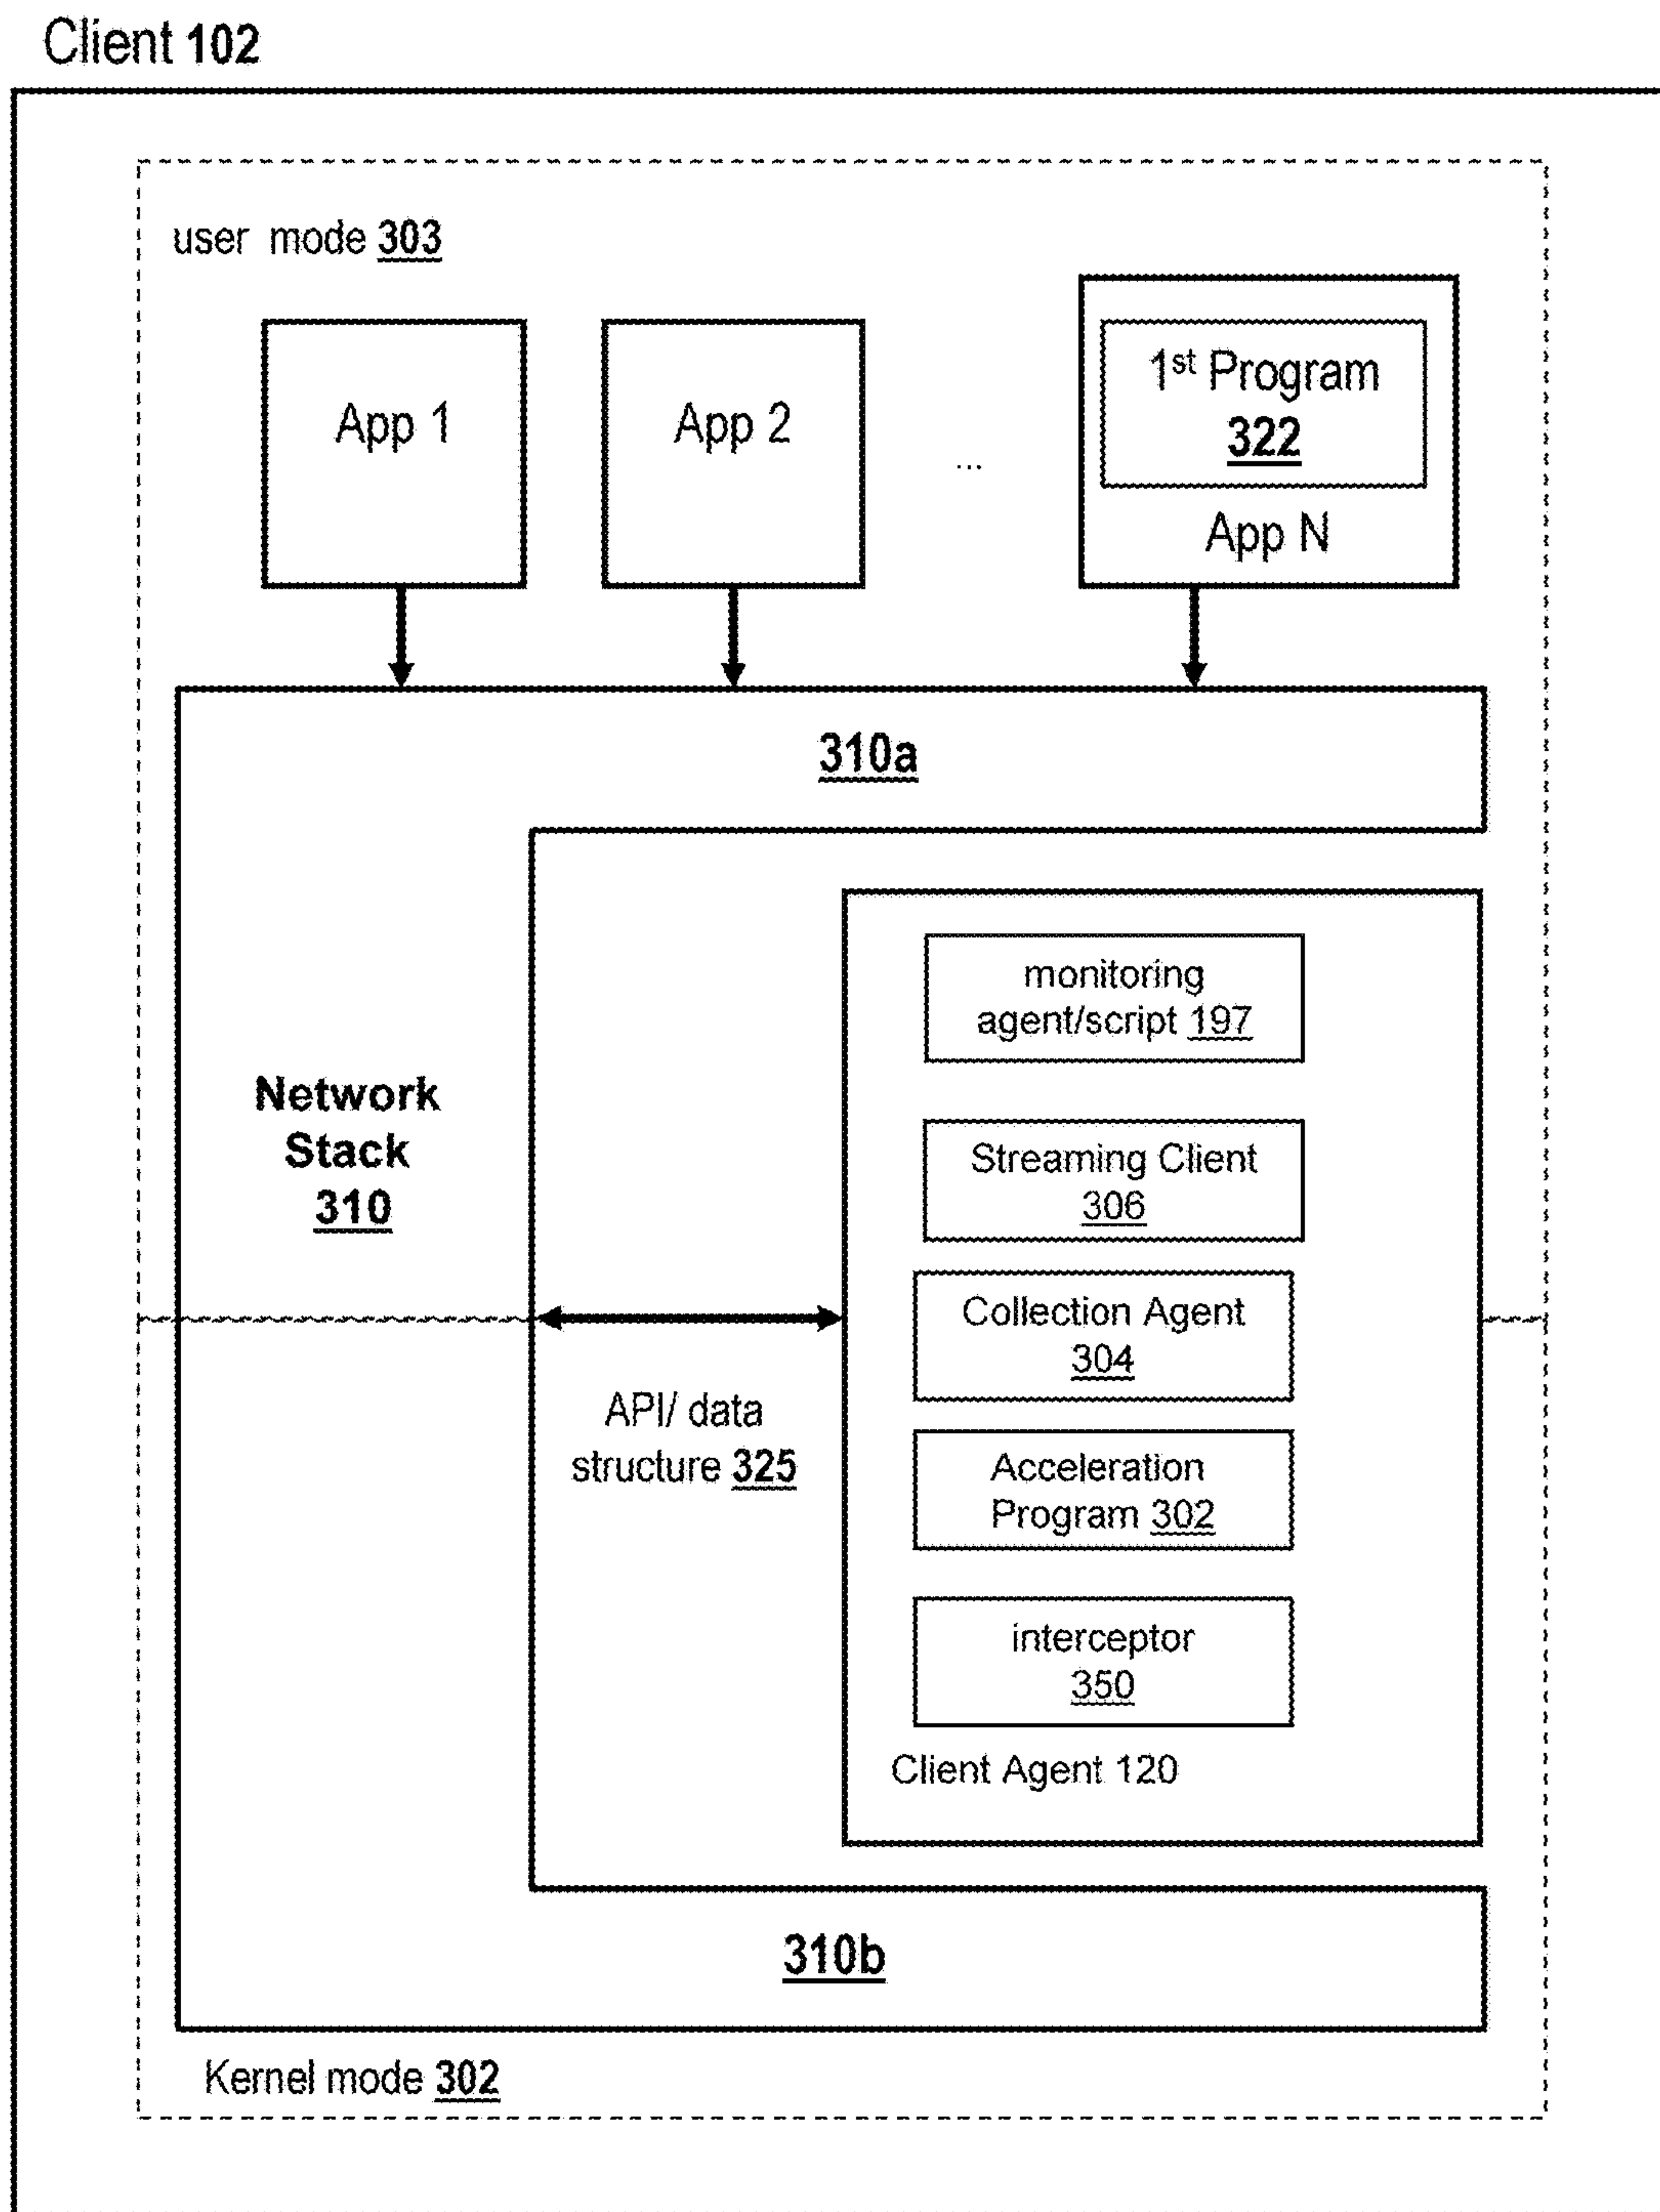 Client 102
user mode 303
App 1
App 2
...
1st Program
322
App N
310a
Network
Stack
310
monitoring
agent/script 197
Streaming Client
306
Collection Agent
304
API/ data
structure 325
Acceleration
Program 302
interceptor
350
Client Agent 120
310b
Kernel mode 302